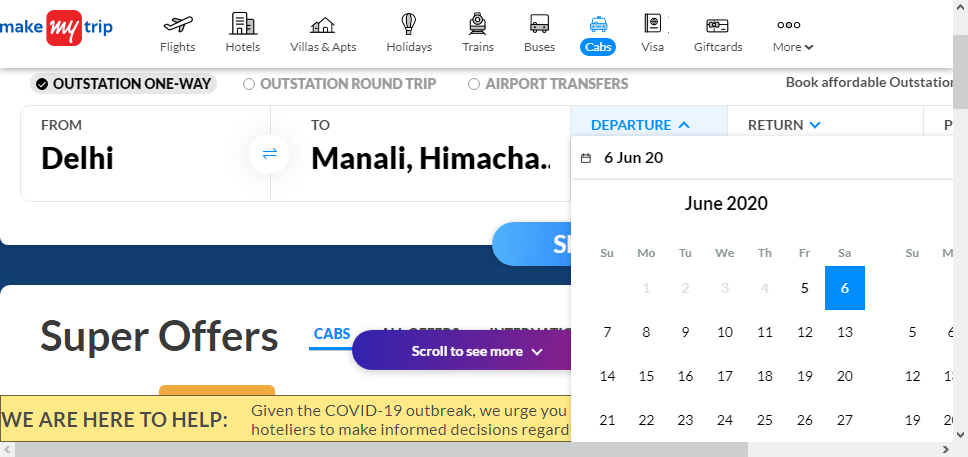 make my trip
Flights
Hotels
Villas & Apts
Holidays
Trains
Buses
Cabs
Visa
Giftcards
More
OUTSTATION ONE-WAY
OUTSTATION ROUND TRIP
AIRPORT TRANSFERS
Book affordable Outstation
FROM
Delhi
TO
Manali, Himacha..
DEPARTURE
RETURN
P
6 Jun 20
June 2020
Su Mo Tu We Th Fr Sa
1 2 3 4 5 6
7 8 9 10 11 12 13
14 15 16 17 18 19 20
21 22 23 24 25 26 27
Su
5
12
19
Super Offers
CABS
ALL OFFERS
Scroll to see more
WE ARE HERE TO HELP:
Given the COVID-19 outbreak, we urge you
hoteliers to make informed decisions regard